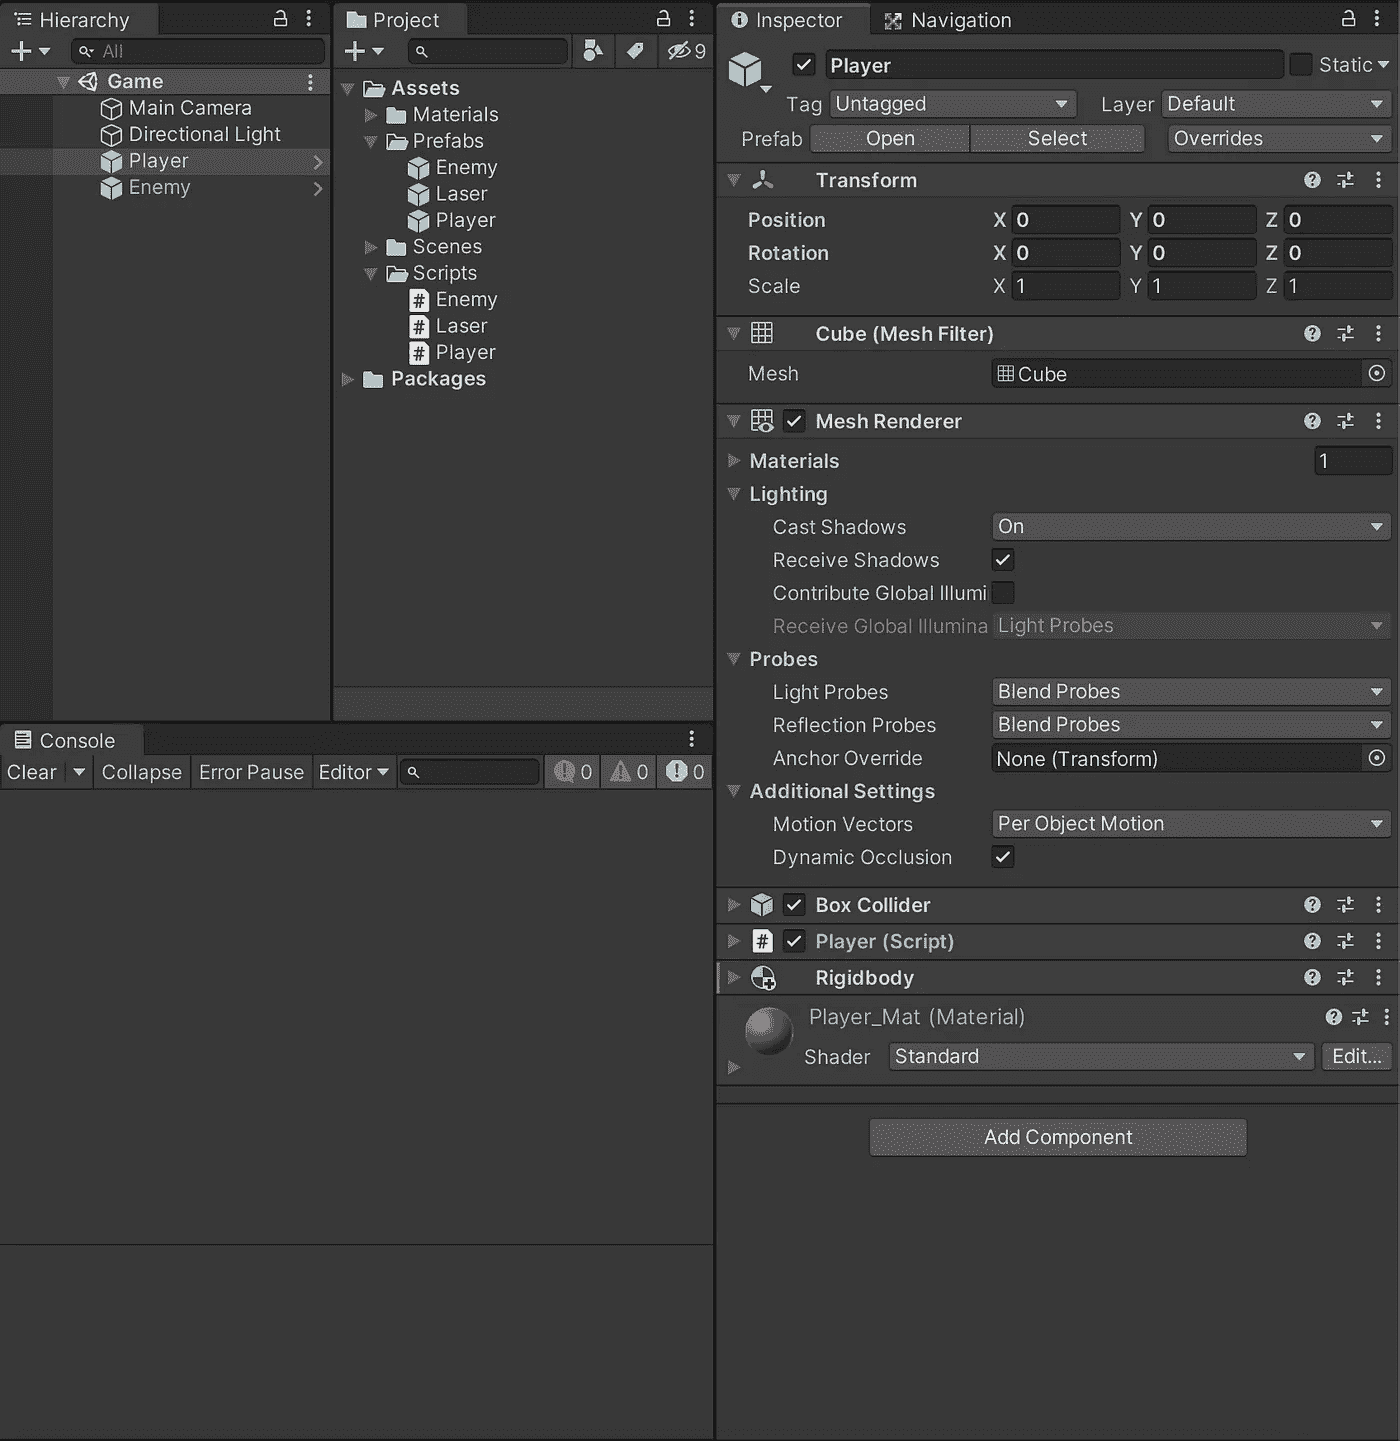 Hierarchy
All
Game
Main Camera
Directional Light
Player
Enemy
Project
9
Assets
Materials
Prefabs
Enemy
Laser
Player
Scenes
Scripts
# Enemy
# Laser
# Player
Packages
Console
Clear Collapse Error Pause Editor 0 0 0
Inspector Navigation
Player Static
Tag Untagged Layer Default
Prefab Open Select Overrides
Transform
Position X 0 Y 0 Z 0
Rotation X 0 Y 0 Z 0
Scale X 1 Y 1 Z 1
Cube (Mesh Filter)
Mesh Cube
Mesh Renderer
Materials 1
Lighting
Cast Shadows On
Receive Shadows
Contribute Global Illumi
Receive Global Illumina Light Probes
Probes
Light Probes Blend Probes
Reflection Probes Blend Probes
Anchor Override None (Transform)
Additional Settings
Motion Vectors Per Object Motion
Dynamic Occlusion
Box Collider
# Player (Script)
Rigidbody
Player_Mat (Material)
Shader Standard Edit...
Add Component